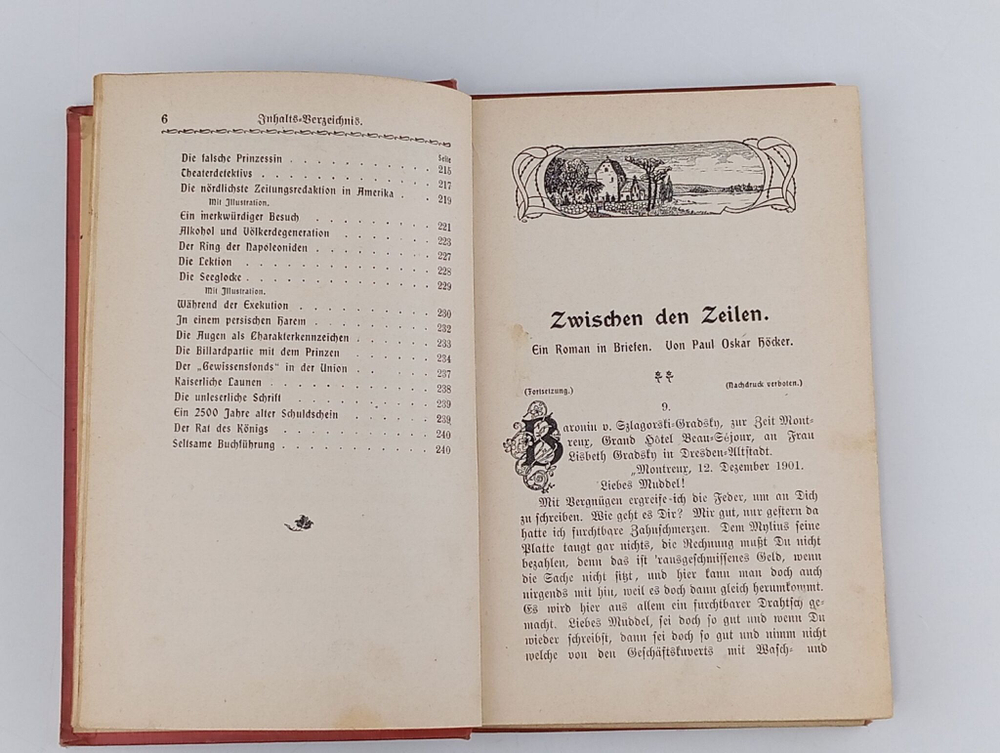 6
Inhalts-Verzeichnis.
Seite
Die falsche Prinzessin . . . . . . . . . . . 215
Theaterdetektivs . . . . . . . . . . . . 217
Die nördlichste Zeitungsredaktion in Amerika . . . 219
Mit Illustration.
Ein merkwürdiger Besuch . . . . . . . . . 221
Alkohol und Völkerdegeneration . . . . . . . 223
Der Ring der Napoleoniden . . . . . . . . 227
Die Lektion . . . . . . . . . . . . . 228
Die Seeglocke . . . . . . . . . . . . . 229
Mit Illustration.
Während der Exekution . . . . . . . . . . 230
In einem persischen Harem . . . . . . . . . 232
Die Augen als Charakterkennzeichen . . . . . . 233
Die Billardpartie mit dem Prinzen . . . . . . 234
Der „Gewissensfonds" in der Union . . . . . . 237
Kaiserliche Launen . . . . . . . . . . . 238
Die unleserliche Schrift . . . . . . . . . . 239
Ein 2500 Jahre alter Schuldschein . . . . . . . 239
Der Rat des Königs . . . . . . . . . . . 240
Seltsame Buchführung . . . . . . . . . . 240
Zwischen den Zeilen.
Ein Roman in Briefen. Von Paul Oskar Höcker.
(Fortsetzung.) (Nachdruck verboten.)
9.
Baronin v. Szlagorski-Gradsky, zur Zeit Mont-
reux, Grand Hôtel Beau-Séjour, an Frau
Lisbeth Gradsky in Dresden-Altstadt.
„Montreux, 12. Dezember 1901.
Liebes Muddel!
Mit Vergnügen ergreife ich die Feder, um an Dich
zu schreiben. Wie geht es Dir? Mir gut, nur gestern da
hatte ich furchtbare Zahnschmerzen. Dem Mylius seine
Platte taugt gar nichts, die Rechnung mußt Du nicht
bezahlen, denn das ist 'rausgeschmissenes Geld, wenn
die Sache nicht sitzt, und hier kann man doch auch
nirgends mit hin, weil es doch dann gleich herumkommt.
Es wird hier aus allem ein furchtbarer Drahtsch ge-
macht. Liebes Muddel, sei doch so gut und wenn Du
wieder schreibst, dann sei doch so gut und nimm nicht
welche von den Geschäftskuverts mit Wasch- und